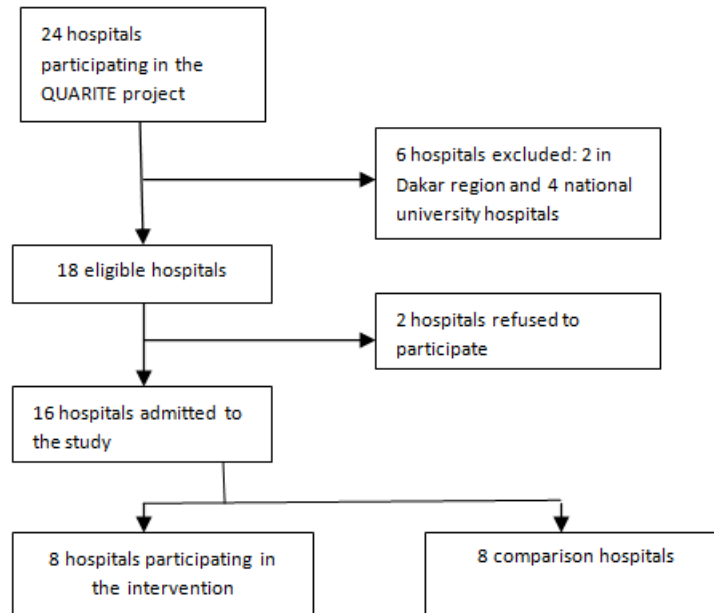 24 hospitals
participating in the
QUARITE project
6 hospitals excluded: 2 in
Dakar region and 4 national
university hospitals
18 eligible hospitals
2 hospitals refused to
participate
16 hospitals admitted to
the study
8 hospitals participating in
the intervention
8 comparison hospitals